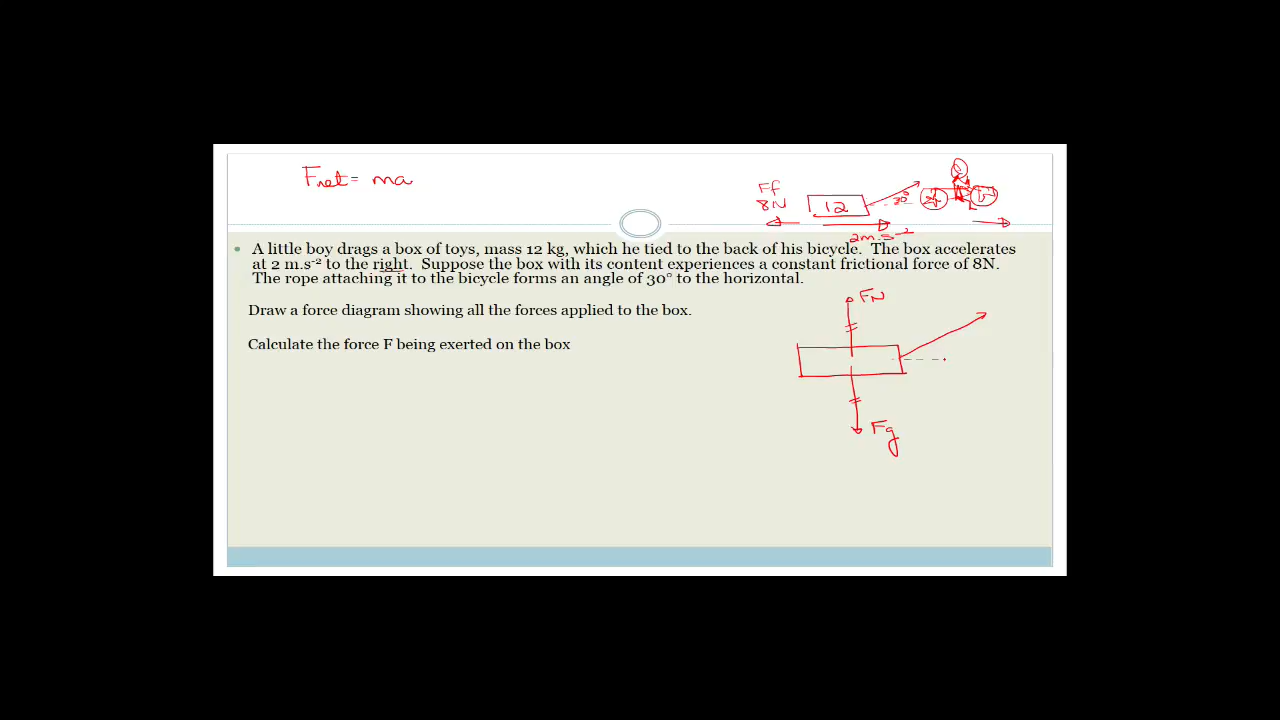 Fnet = ma
Ff
8N
12
30°
2m.s⁻²
• A little boy drags a box of toys, mass 12 kg, which he tied to the back of his bicycle. The box accelerates
at 2 m.s⁻² to the right. Suppose the box with its content experiences a constant frictional force of 8N.
The rope attaching it to the bicycle forms an angle of 30° to the horizontal.
Draw a force diagram showing all the forces applied to the box.
Calculate the force F being exerted on the box
FN
Fg